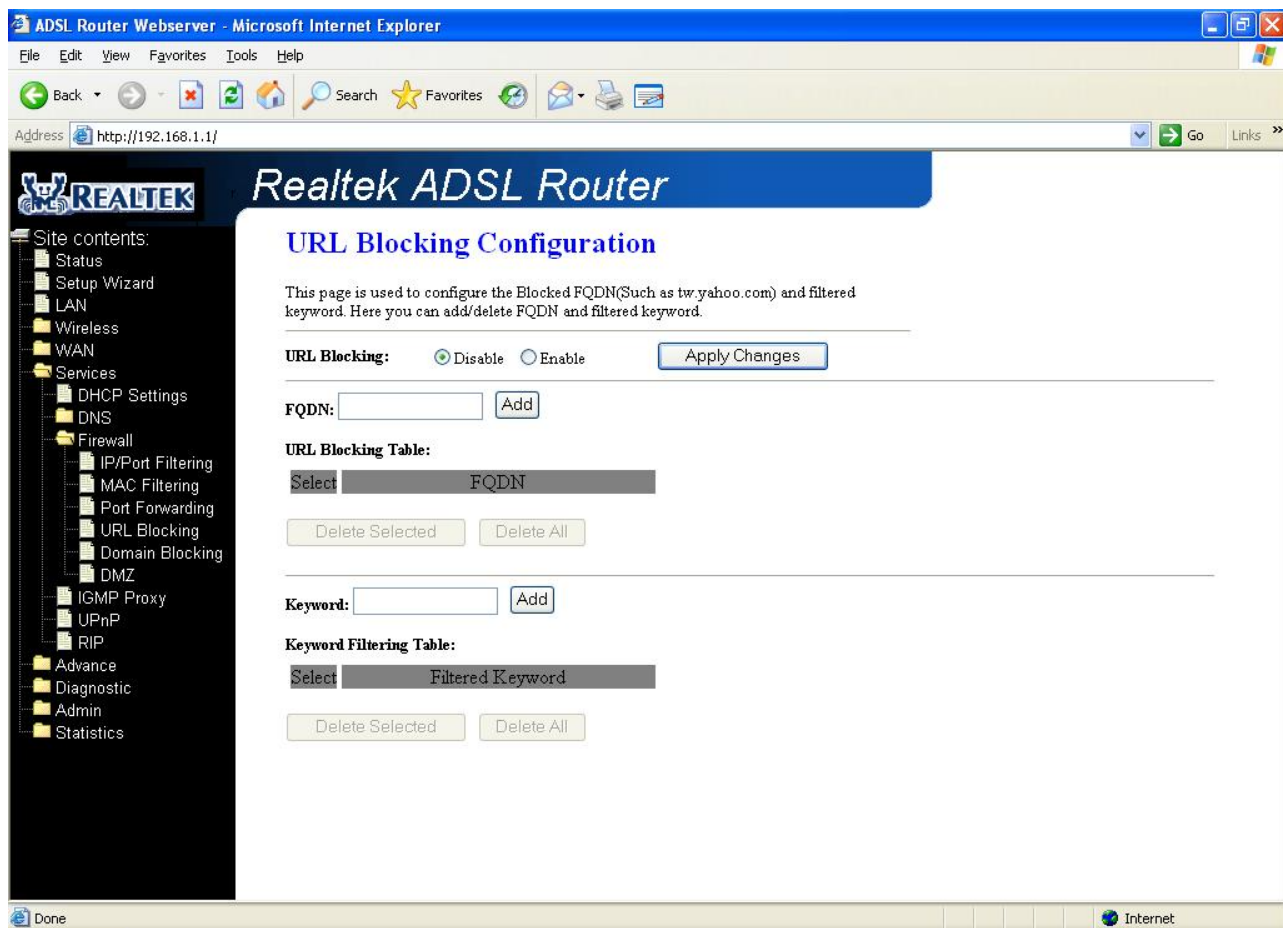 ADSL Router Webserver - Microsoft Internet Explorer
File Edit View Favorites Tools Help
Back Search Favorites
Address http://192.168.1.1/ Go Links »
REALTEK
Realtek ADSL Router
Site contents:
Status
Setup Wizard
LAN
Wireless
WAN
Services
DHCP Settings
DNS
Firewall
IP/Port Filtering
MAC Filtering
Port Forwarding
URL Blocking
Domain Blocking
DMZ
IGMP Proxy
UPnP
RIP
Advance
Diagnostic
Admin
Statistics
URL Blocking Configuration
This page is used to configure the Blocked FQDN(Such as tw.yahoo.com) and filtered
keyword. Here you can add/delete FQDN and filtered keyword.
URL Blocking: Disable Enable Apply Changes
FQDN: Add
URL Blocking Table:
Select FQDN
Delete Selected Delete All
Keyword: Add
Keyword Filtering Table:
Select Filtered Keyword
Delete Selected Delete All
Done Internet